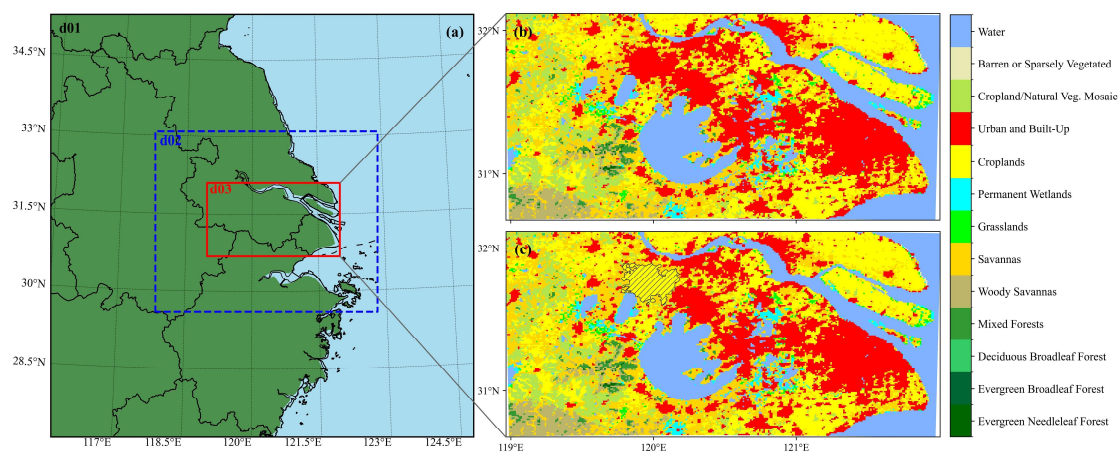 d01
(a)
34.5°N
33°N
31.5°N
30°N
28.5°N
d02
d03
117°E
118.5°E
120°E
121.5°E
123°E
124.5°E
(b)
32°N
31°N
(c)
32°N
31°N
119°E
120°E
121°E
Water
Barren or Sparsely Vegetated
Cropland/Natural Veg. Mosaic
Urban and Built-Up
Croplands
Permanent Wetlands
Grasslands
Savannas
Woody Savannas
Mixed Forests
Deciduous Broadleaf Forest
Evergreen Broadleaf Forest
Evergreen Needleleaf Forest